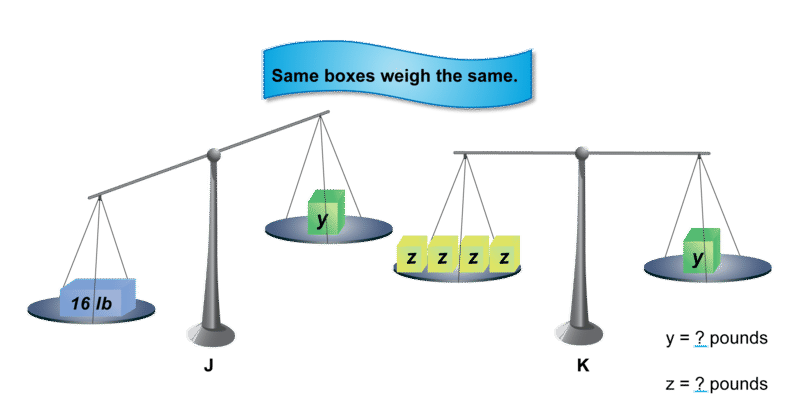 Same boxes weigh the same.
y
z z z z
y
16 lb
y = ? pounds
J
K
z = ? pounds